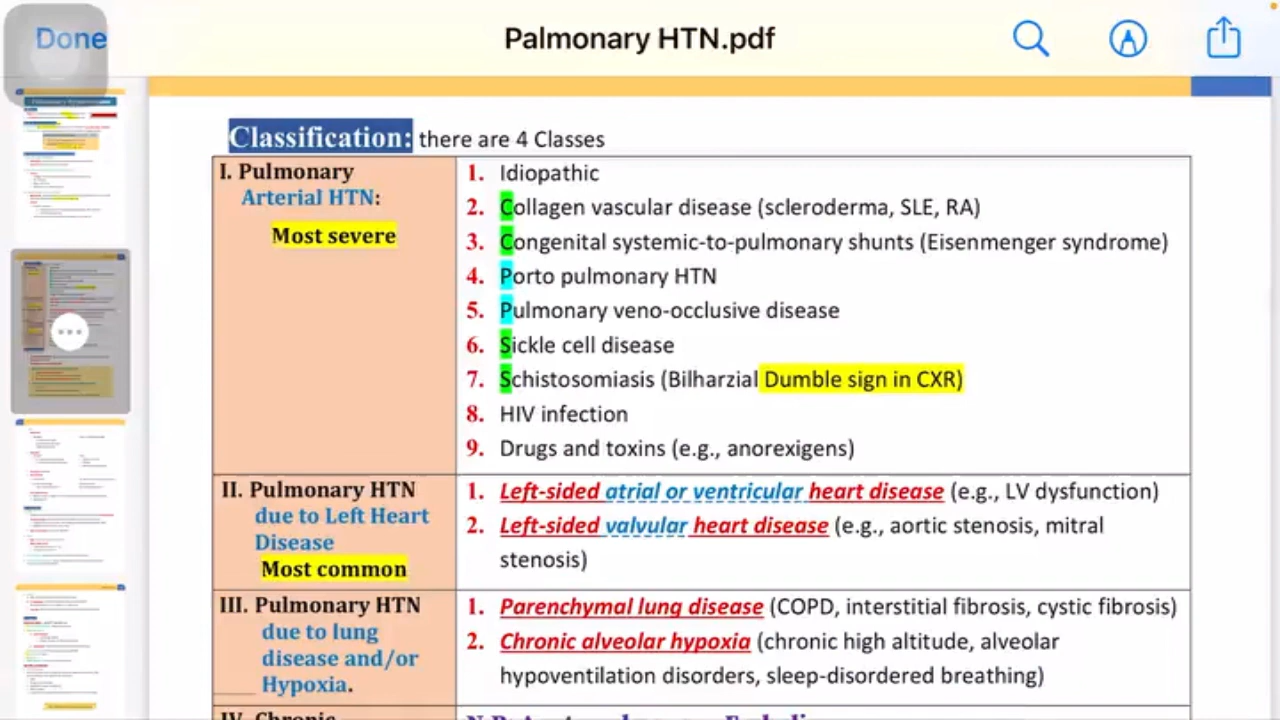 Done
Palmonary HTN.pdf
Classification: there are 4 Classes
I. Pulmonary
Arterial HTN:
Most severe
1. Idiopathic
2. Collagen vascular disease (scleroderma, SLE, RA)
3. Congenital systemic-to-pulmonary shunts (Eisenmenger syndrome)
4. Porto pulmonary HTN
5. Pulmonary veno-occlusive disease
6. Sickle cell disease
7. Schistosomiasis (Bilharzial Dumble sign in CXR)
8. HIV infection
9. Drugs and toxins (e.g., anorexigens)
II. Pulmonary HTN
due to Left Heart
Disease
Most common
1. Left-sided atrial or ventricular heart disease (e.g., LV dysfunction)
2. Left-sided valvular heart disease (e.g., aortic stenosis, mitral
stenosis)
III. Pulmonary HTN
due to lung
disease and/or
Hypoxia.
1. Parenchymal lung disease (COPD, interstitial fibrosis, cystic fibrosis)
2. Chronic alveolar hypoxia (chronic high altitude, alveolar
hypoventilation disorders, sleep-disordered breathing)
IV. Chronic